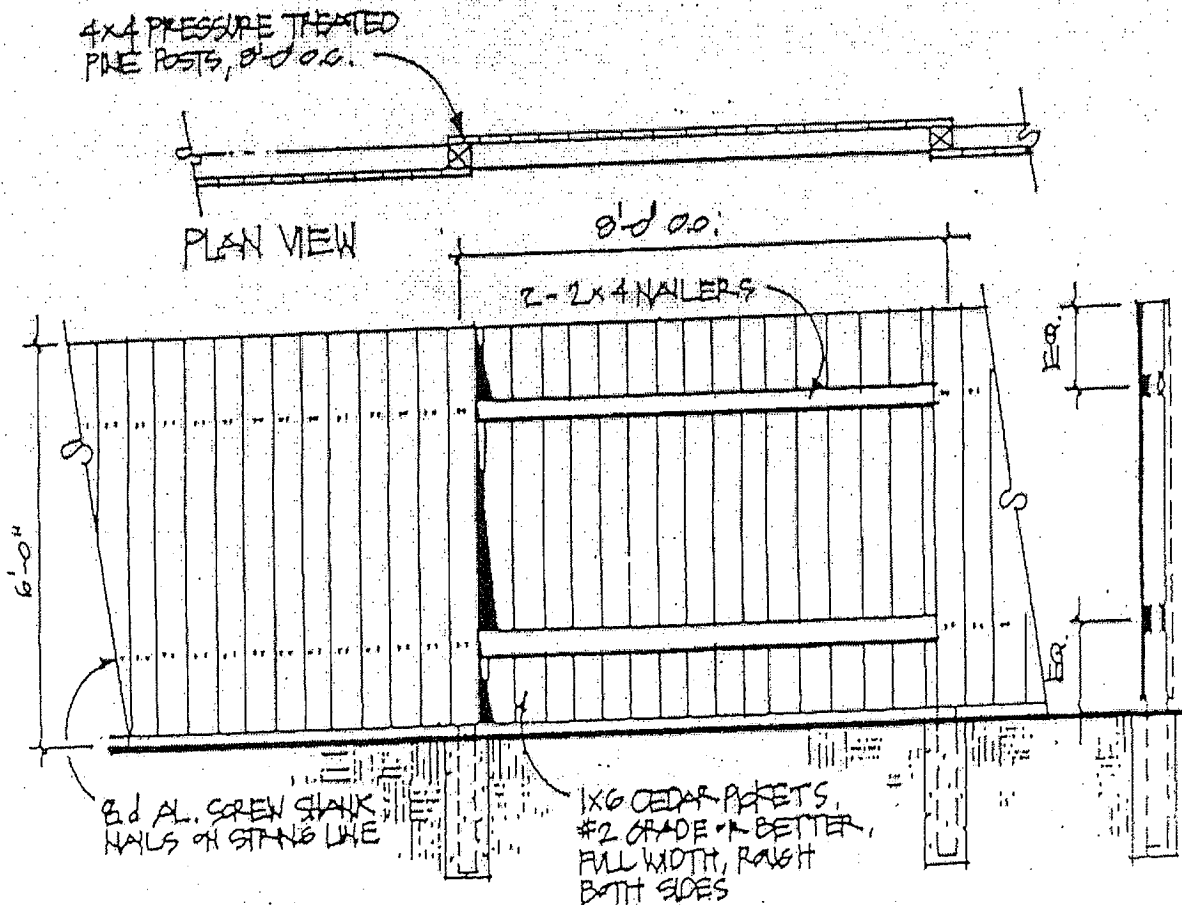 4x4 PRESSURE TREATED
PINE POSTS, 8'-0" O.C.
PLAN VIEW
8'-0" O.C.
2-2x4 NAILERS
EQ.
6'-0"
EQ.
8d AL. SCREW SHANK
NAILS ON STRING LINE
1x6 CEDAR PICKETS,
#2 GRADE OR BETTER,
FULL WIDTH, ROUGH
BOTH SIDES